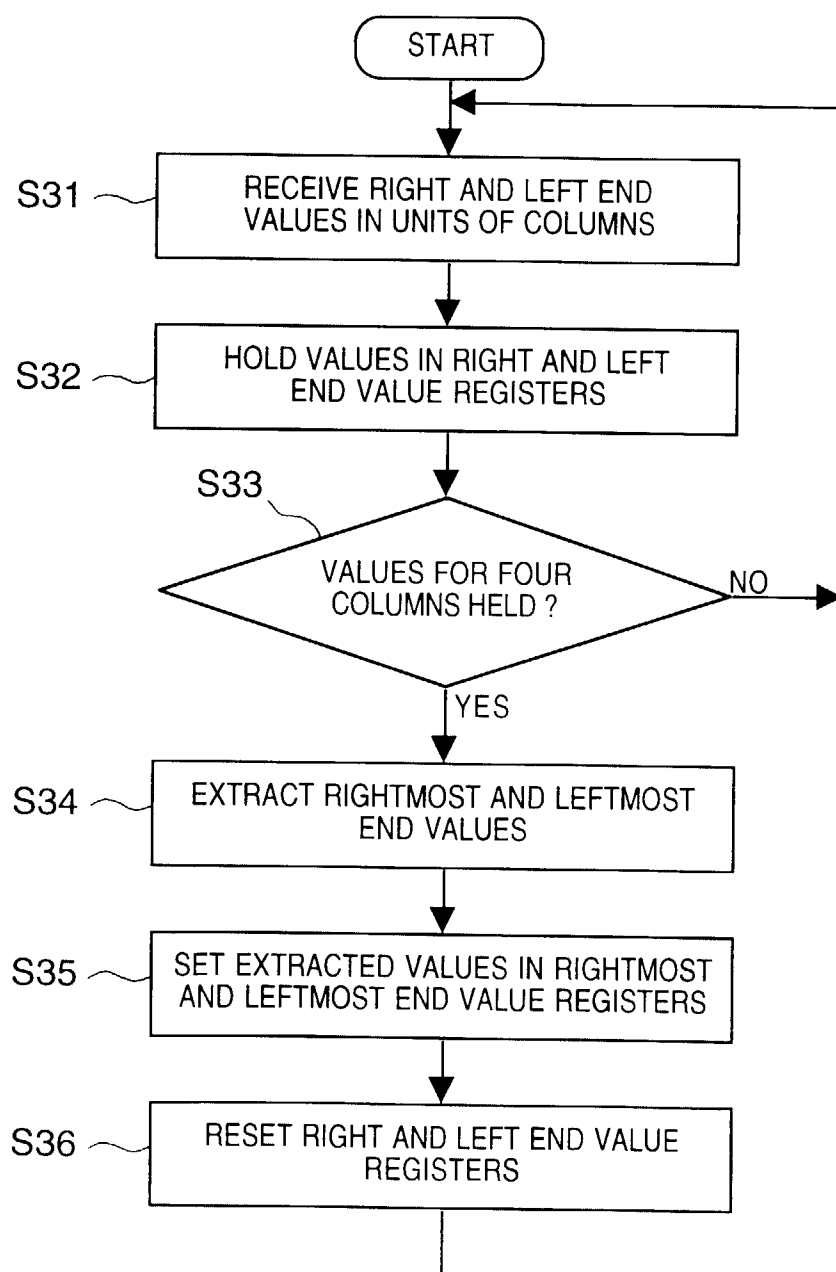 START
S31
RECEIVE RIGHT AND LEFT END
VALUES IN UNITS OF COLUMNS
S32
HOLD VALUES IN RIGHT AND LEFT
END VALUE REGISTERS
S33
VALUES FOR FOUR
COLUMNS HELD ?
NO
YES
S34
EXTRACT RIGHTMOST AND LEFTMOST
END VALUES
S35
SET EXTRACTED VALUES IN RIGHTMOST
AND LEFTMOST END VALUE REGISTERS
S36
RESET RIGHT AND LEFT END VALUE
REGISTERS